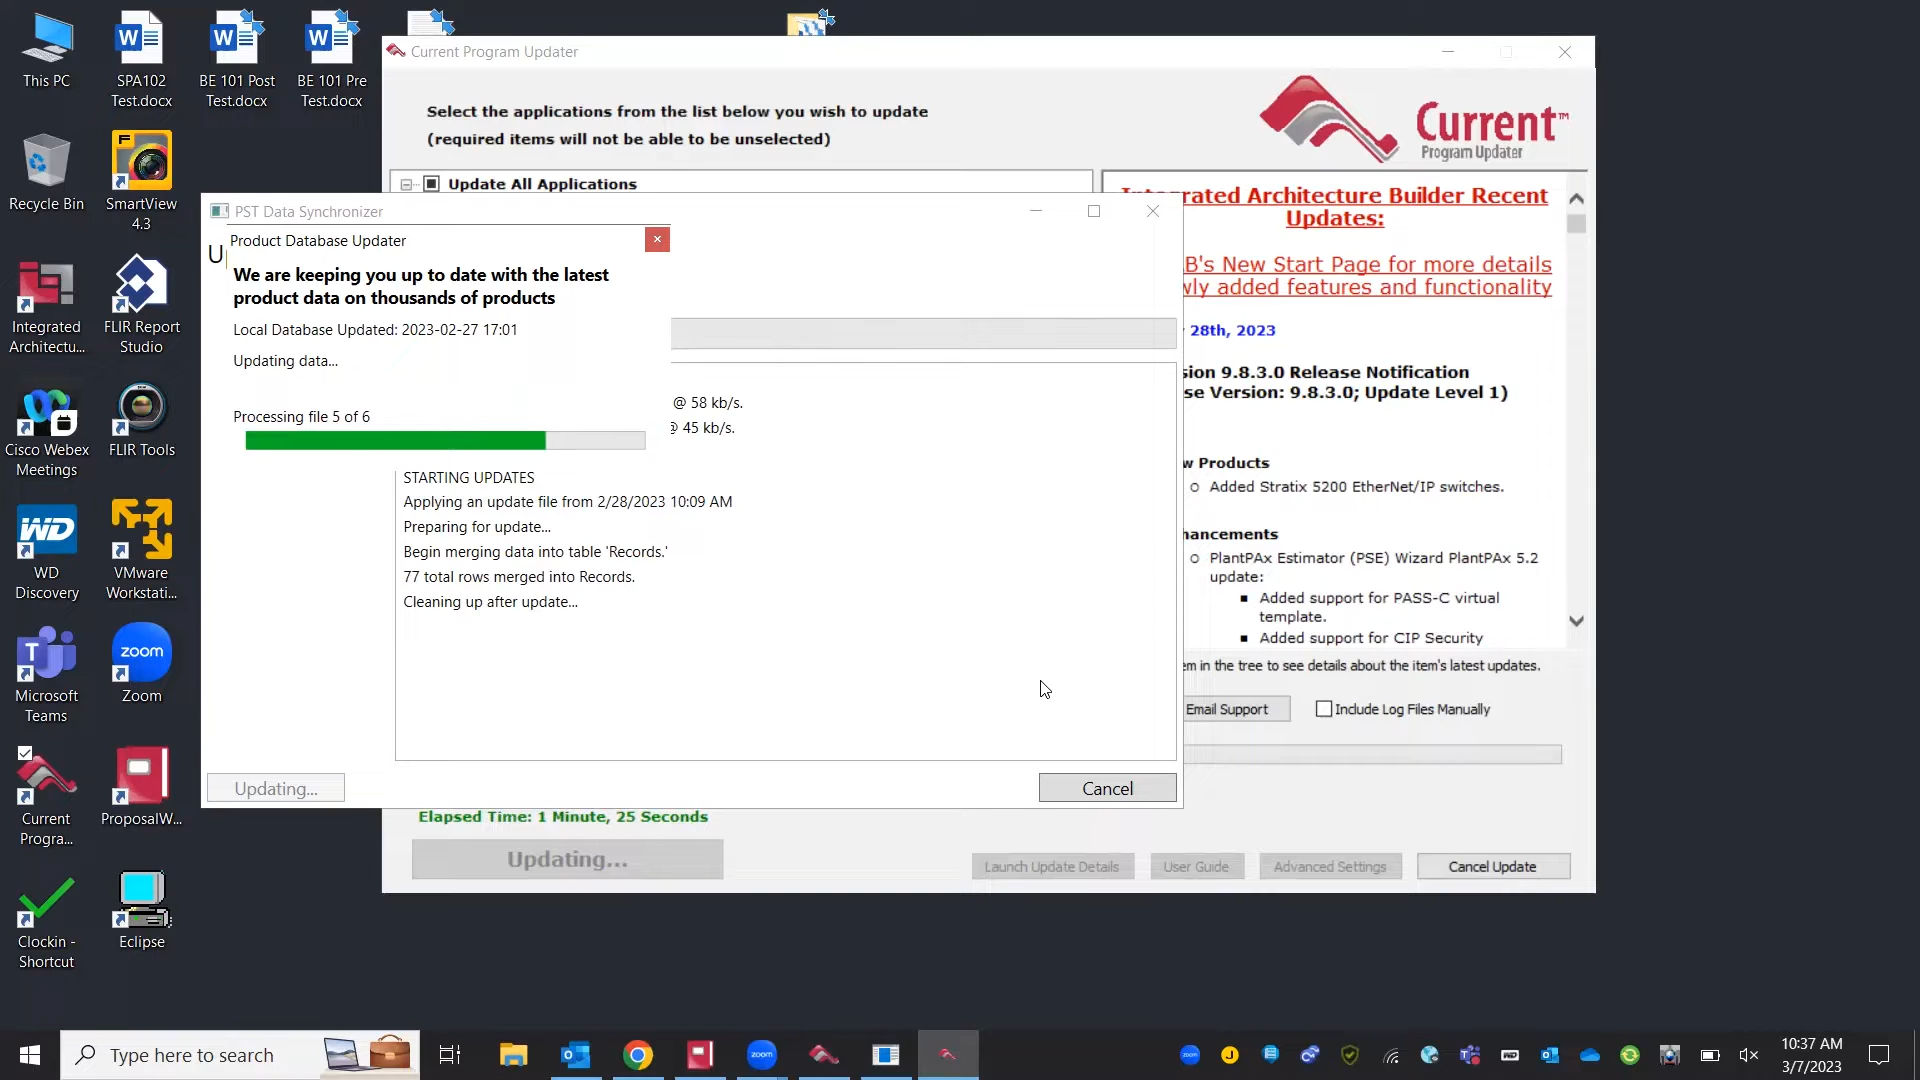 This PC
SPA102
Test.docx
BE 101 Post
Test.docx
BE 101 Pre
Test.docx
Recycle Bin
SmartView
4.3
Integrated
Architectu...
FLIR Report
Studio
Cisco Webex
Meetings
FLIR Tools
WD
Discovery
VMware
Workstati...
Microsoft
Teams
Zoom
Current
Progra...
ProposalW...
Clockin -
Shortcut
Eclipse
Current Program Updater
Select the applications from the list below you wish to update
(required items will not be able to be unselected)
Current™
Program Updater
Update All Applications
PST Data Synchronizer
U
Product Database Updater
We are keeping you up to date with the latest
product data on thousands of products
Local Database Updated: 2023-02-27 17:01
Updating data...
Processing file 5 of 6
@ 58 kb/s.
@ 45 kb/s.
STARTING UPDATES
Applying an update file from 2/28/2023 10:09 AM
Preparing for update...
Begin merging data into table 'Records.'
77 total rows merged into Records.
Cleaning up after update...
Updating...
Cancel
rated Architecture Builder Recent
Updates:
B's New Start Page for more details
wly added features and functionality
28th, 2023
sion 9.8.3.0 Release Notification
se Version: 9.8.3.0; Update Level 1)
w Products
Added Stratix 5200 EtherNet/IP switches.
hancements
PlantPAx Estimator (PSE) Wizard PlantPAx 5.2
update:
Added support for PASS-C virtual
template.
Added support for CIP Security
em in the tree to see details about the item's latest updates.
Email Support
Include Log Files Manually
Elapsed Time: 1 Minute, 25 Seconds
Updating...
Launch Update Details
User Guide
Advanced Settings
Cancel Update
Type here to search
10:37 AM
3/7/2023